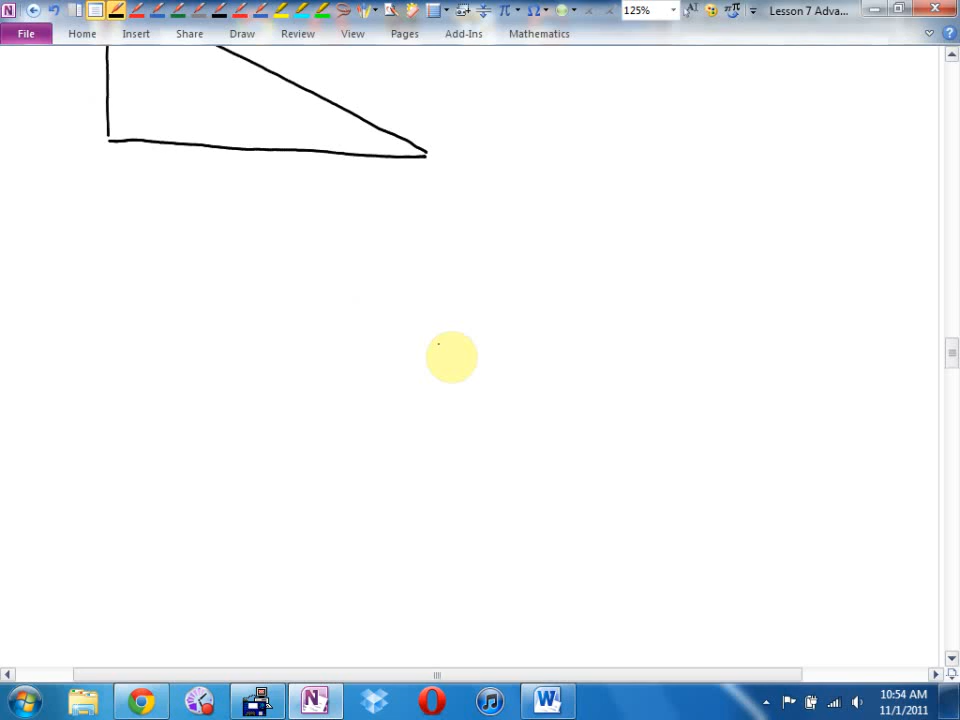 125%
Lesson 7 Adva...
File Home Insert Share Draw Review View Pages Add-Ins Mathematics
10:54 AM
11/1/2011